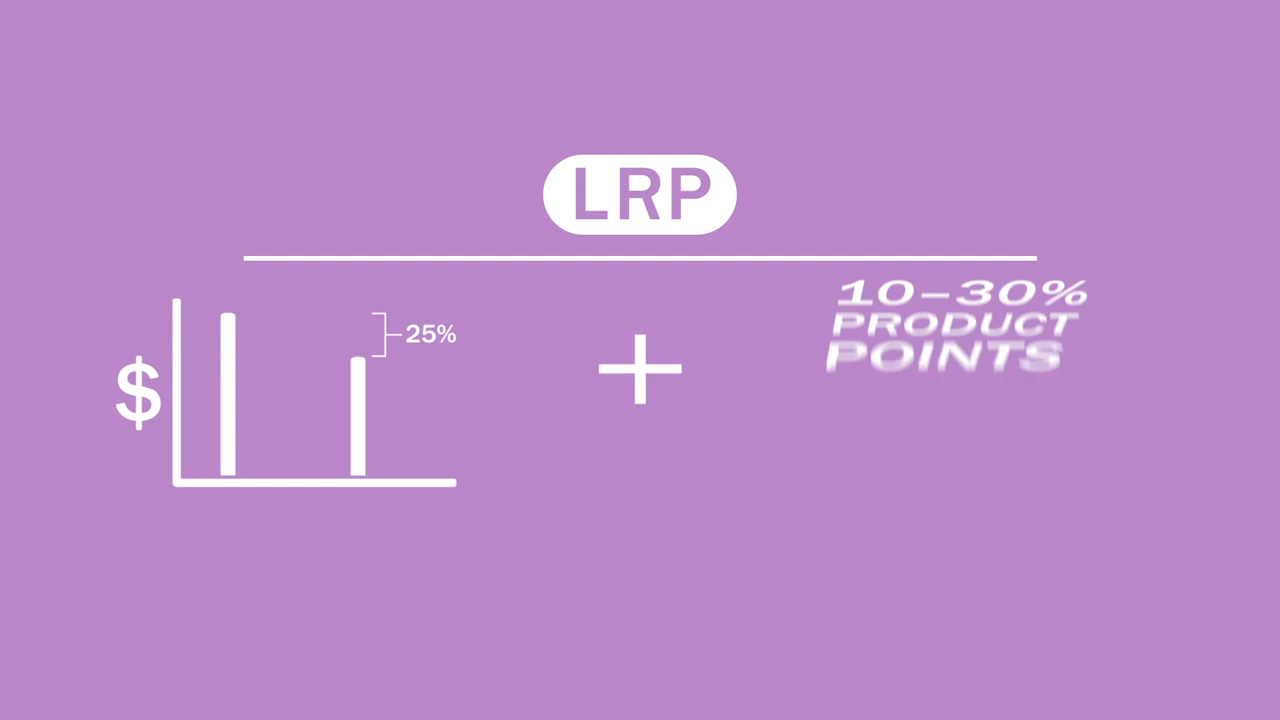 LRP
$
25%
+
10–30%
PRODUCT
POINTS